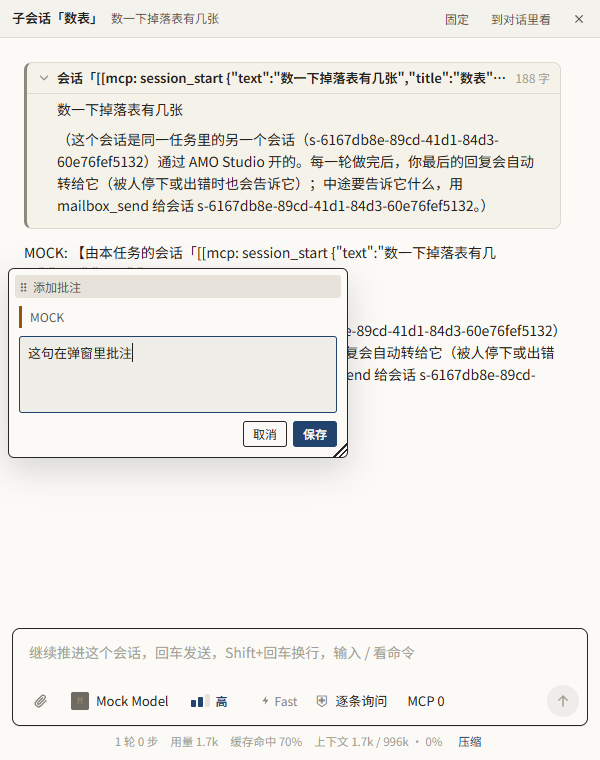 子会话「数表」 数一下掉落表有几张 固定 到对话里看
会话「[[mcp: session_start {"text":"数一下掉落表有几张","title":"数表"… 188 字
数一下掉落表有几张
（这个会话是同一任务里的另一个会话（s-6167db8e-89cd-41d1-84d3-
60e76fef5132）通过 AMO Studio 开的。每一轮做完后，你最后的回复会自动
转给它（被人停下或出错时也会告诉它）；中途要告诉它什么，用
mailbox_send 给会话 s-6167db8e-89cd-41d1-84d3-60e76fef5132。）
MOCK: 【由本任务的会话「[[mcp: session_start {"text":"数一下掉落表有几
添加批注
MOCK
e-89cd-41d1-84d3-60e76fef5132）
这句在弹窗里批注
复会自动转给它（被人停下或出错
end 给会话 s-6167db8e-89cd-
取消 保存
继续推进这个会话，回车发送，Shift+回车换行，输入 / 看命令
Mock Model 高 Fast 逐条询问 MCP 0
1 轮 0 步 用量 1.7k 缓存命中 70% 上下文 1.7k / 996k · 0% 压缩